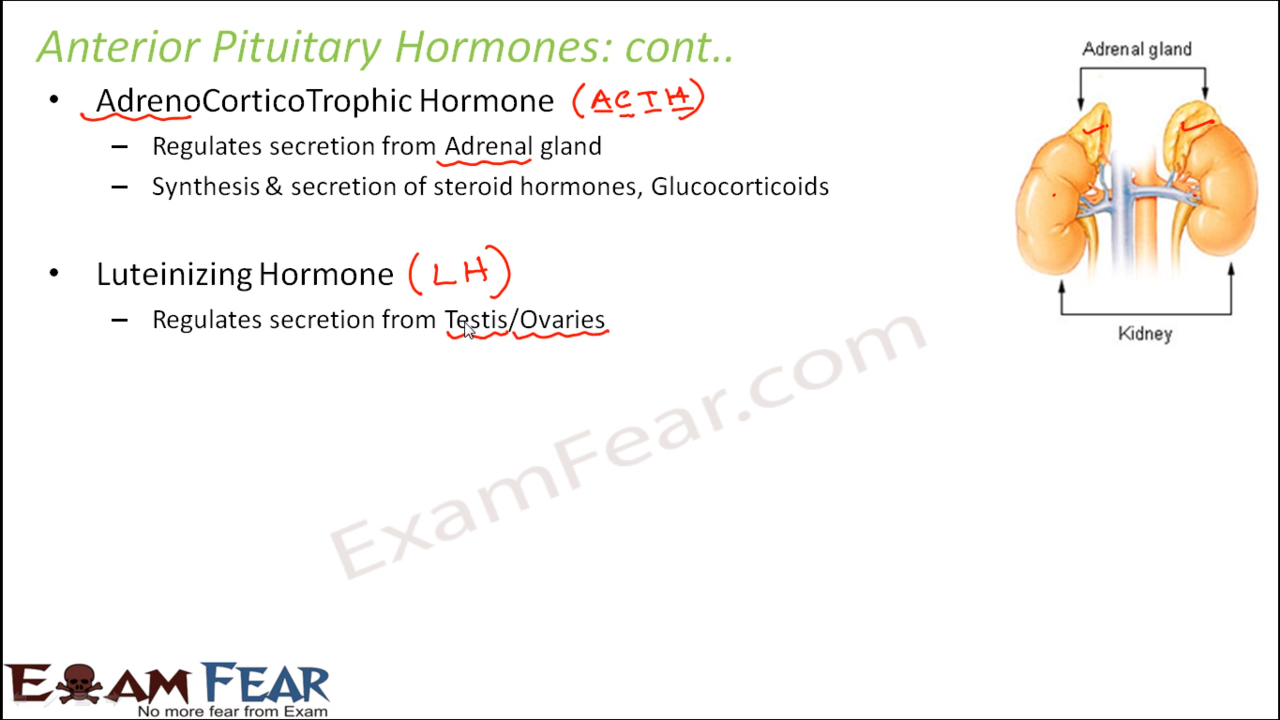 Anterior Pituitary Hormones: cont..
• AdrenoCorticoTrophic Hormone (ACTH)
– Regulates secretion from Adrenal gland
– Synthesis & secretion of steroid hormones, Glucocorticoids
• Luteinizing Hormone (LH)
– Regulates secretion from Testis/Ovaries
Adrenal gland
Kidney
ExamFear.com
EXAM FEAR
No more fear from Exam